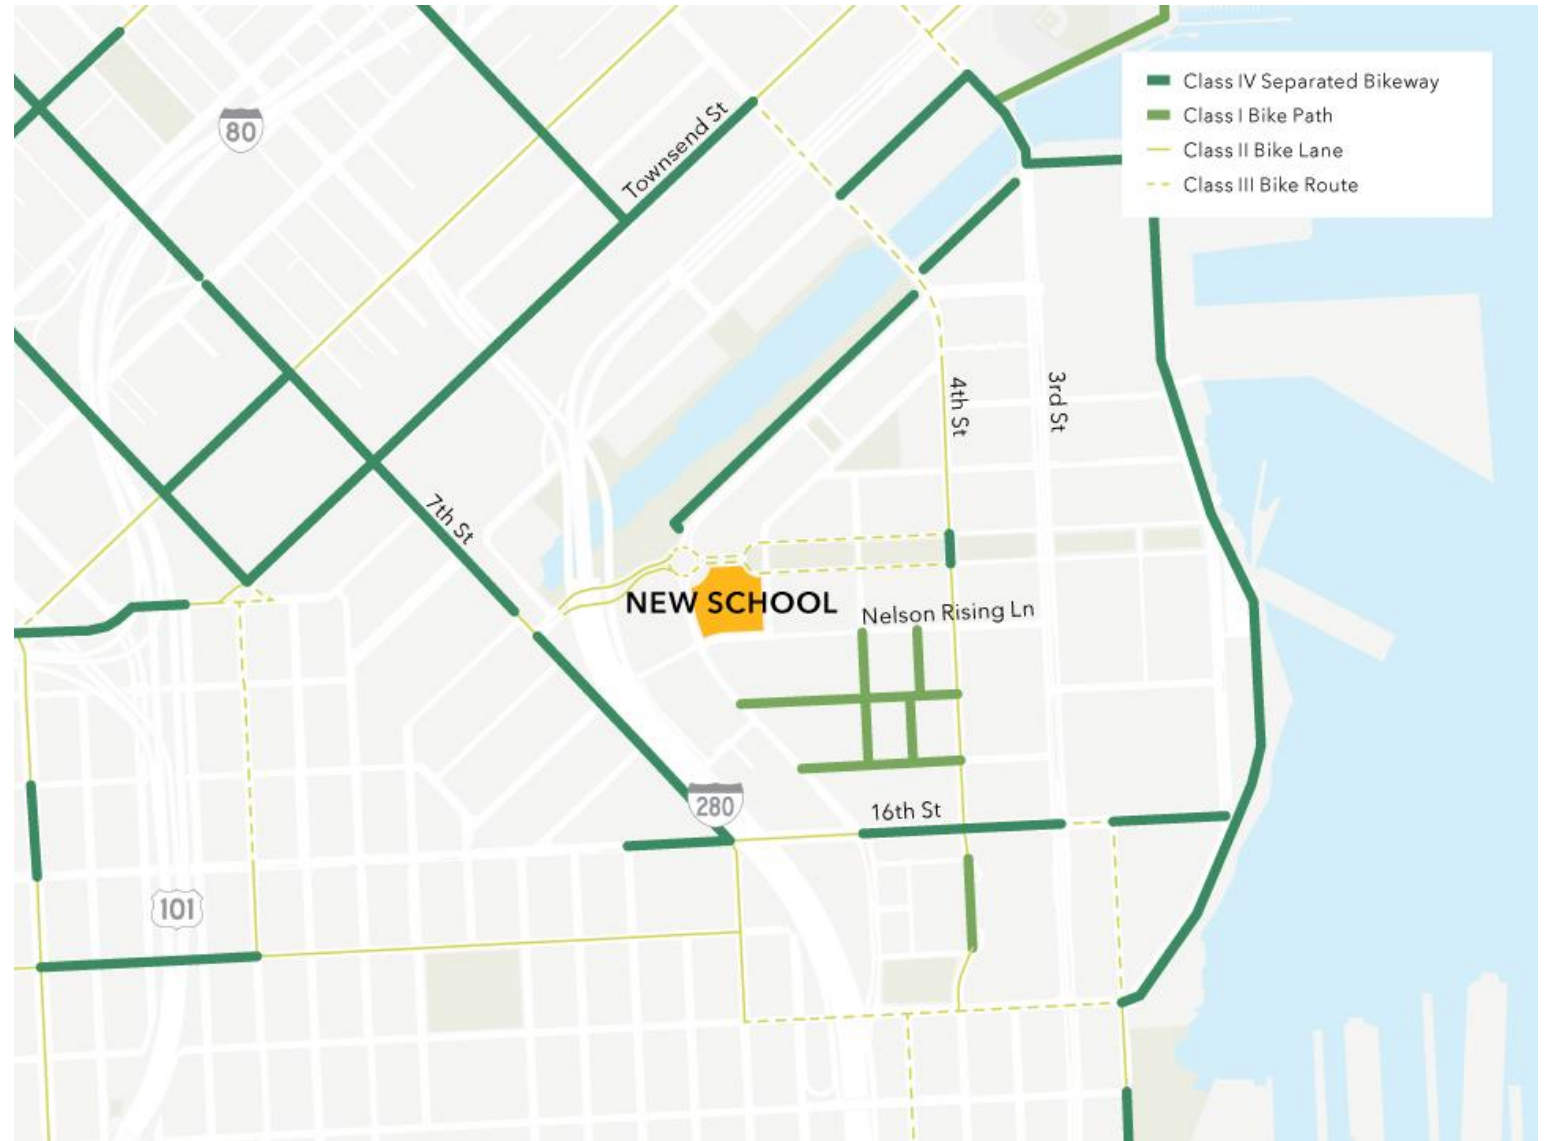 Class IV Separated Bikeway
Class I Bike Path
Class II Bike Lane
Class III Bike Route
80
Townsend St
4th St
3rd St
7th St
NEW SCHOOL
Nelson Rising Ln
280
16th St
101